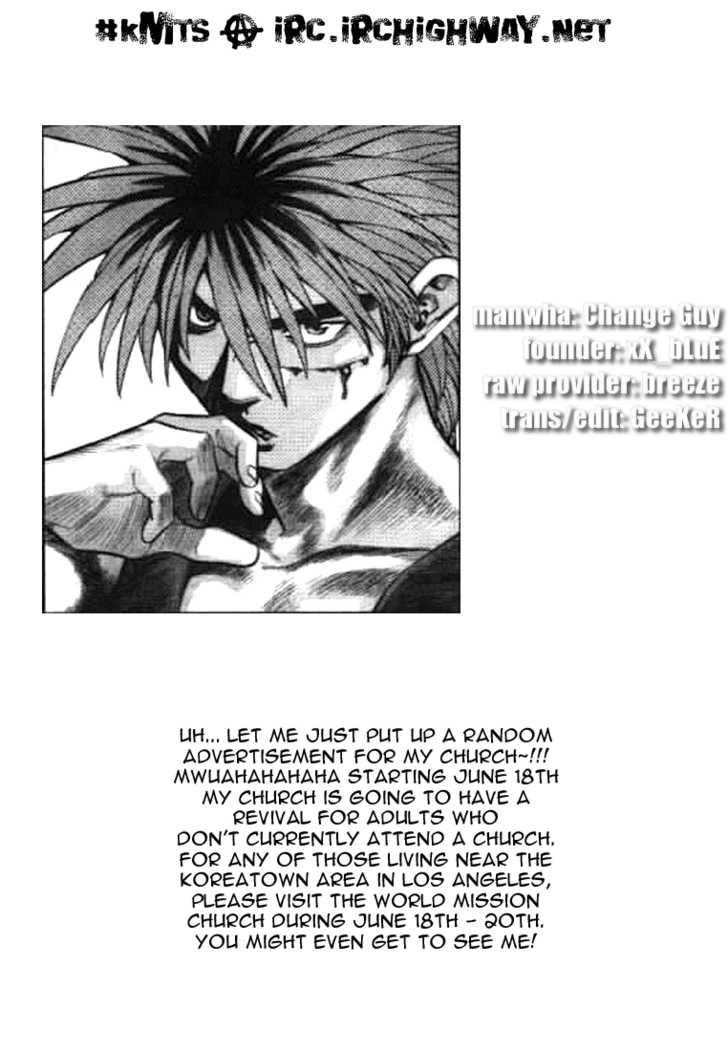 #kMTS @ iRC.iRCHiGHWAY.NET
manwha: Change Guy
founder: xX_bLuE
raw provider: breeze
trans/edit: GeeKeR
UH... LET ME JUST PUT UP A RANDOM
ADVERTISEMENT FOR MY CHURCH~!!!
MWUAHAHAHAHA STARTING JUNE 18TH
MY CHURCH IS GOING TO HAVE A
REVIVAL FOR ADULTS WHO
DON'T CURRENTLY ATTEND A CHURCH.
FOR ANY OF THOSE LIVING NEAR THE
KOREATOWN AREA IN LOS ANGELES,
PLEASE VISIT THE WORLD MISSION
CHURCH DURING JUNE 18TH - 20TH.
YOU MIGHT EVEN GET TO SEE ME!